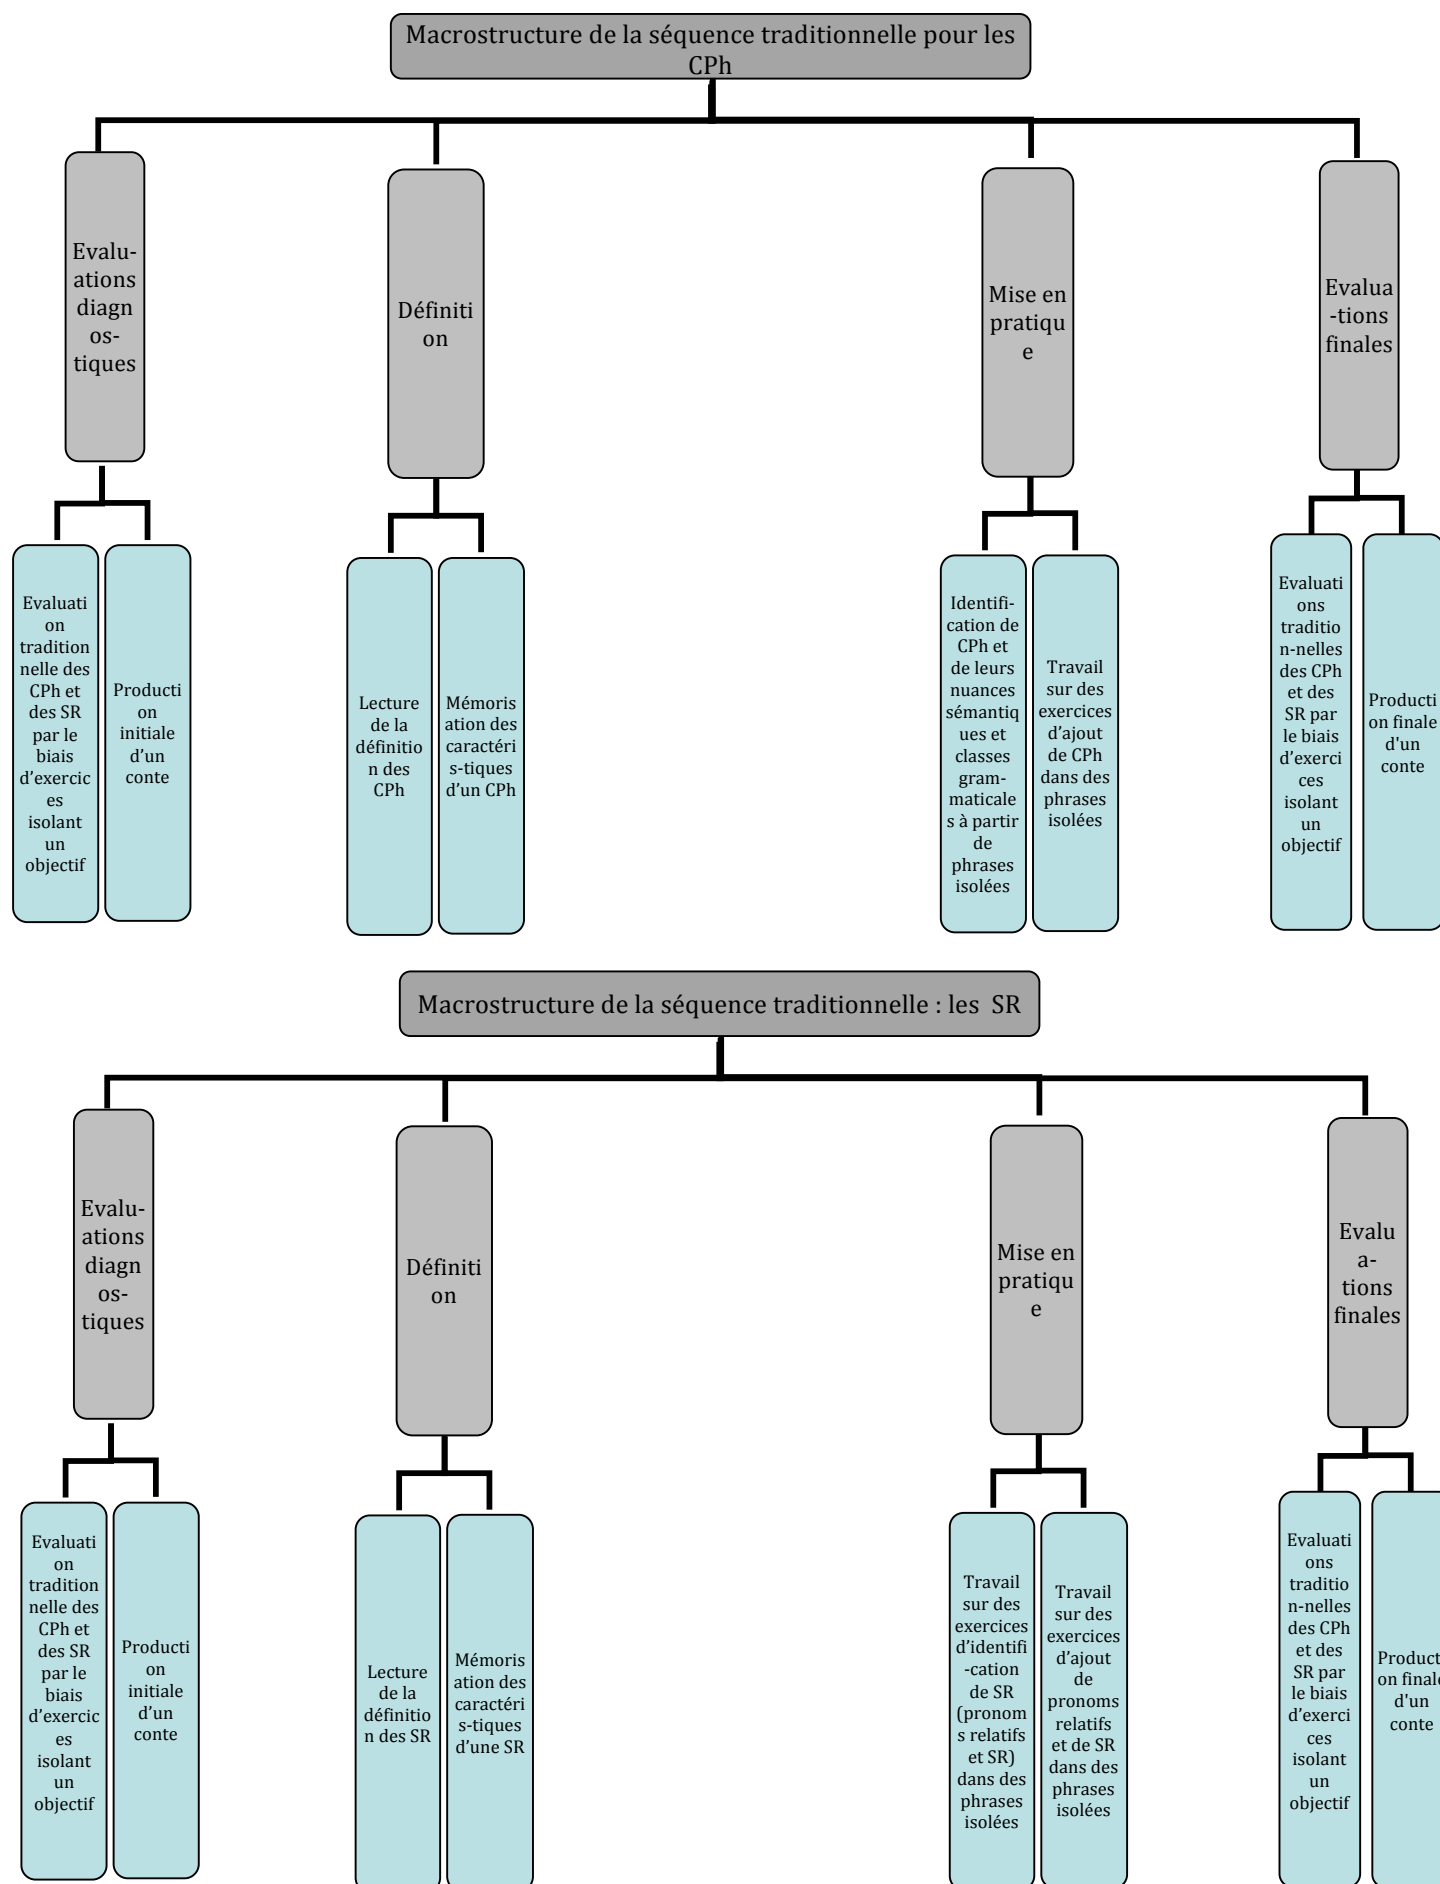 Macrostructure de la séquence traditionnelle pour les
CPh
Evalu-
ations
diagn
os-
tiques
Définiti
on
Mise en
pratiqu
e
Evalua
-tions
finales
Evaluati
on
tradition
nelle des
CPh et
des SR
par le
biais
d’exercic
es
isolant
un
objectif
Producti
on
initiale
d’un
conte
Lecture
de la
définitio
n des
CPh
Mémoris
ation des
caractéri
s-tiques
d’un CPh
Identifi-
cation de
CPh et
de leurs
nuances
sémantiq
ues et
classes
gram-
maticale
s à partir
de
phrases
isolées
Travail
sur des
exercices
d’ajout
de CPh
dans des
phrases
isolées
Evaluati
ons
traditio
n-nelles
des CPh
et des
SR par
le biais
d’exerci
ces
isolant
un
objectif
Producti
on finale
d'un
conte
Macrostructure de la séquence traditionnelle : les  SR
Evalu-
ations
diagn
os-
tiques
Définiti
on
Mise en
pratiqu
e
Evalu
a-
tions
finales
Evaluati
on
tradition
nelle des
CPh et
des SR
par le
biais
d’exercic
es
isolant
un
objectif
Producti
on
initiale
d’un
conte
Lecture
de la
définitio
n des SR
Mémoris
ation des
caractéri
s-tiques
d’une SR
Travail
sur des
exercices
d’identifi
-cation
de SR
(pronom
s relatifs
et SR)
dans des
phrases
isolées
Travail
sur des
exercices
d’ajout
de
pronoms
relatifs
et de SR
dans des
phrases
isolées
Evaluati
ons
traditio
n-nelles
des CPh
et des
SR par
le biais
d’exerci
ces
isolant
un
objectif
Producti
on finale
d'un
conte